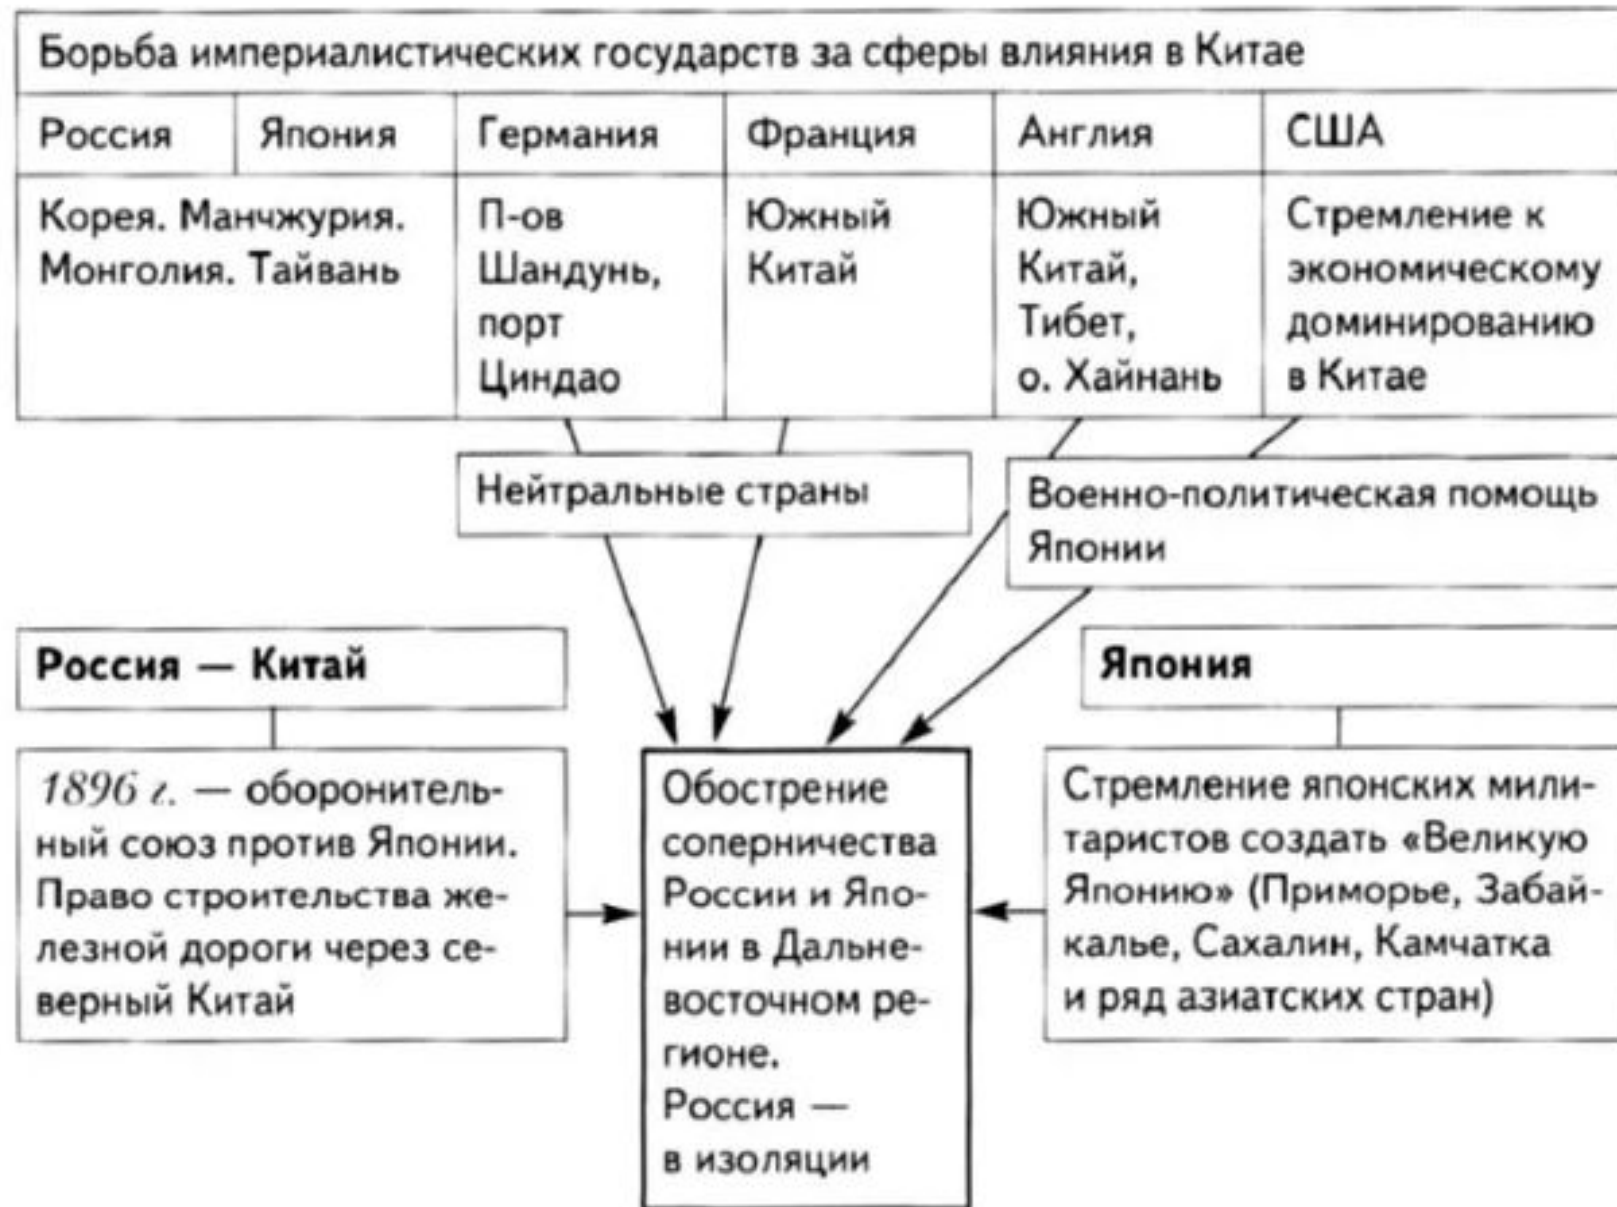 Борьба империалистических государств за сферы влияния в Китае
Россия
Япония
Германия
Франция
Англия
США
Корея. Манчжурия.
Монголия. Тайвань
П-ов
Шандунь,
порт
Циндао
Южный
Китай
Южный
Китай,
Тибет,
о. Хайнань
Стремление к
экономическому
доминированию
в Китае
Нейтральные страны
Военно-политическая помощь
Японии
Россия — Китай
Япония
1896 г. — оборонитель-
ный союз против Японии.
Право строительства же-
лезной дороги через се-
верный Китай
Обострение
соперничества
России и Япо-
нии в Дальне-
восточном ре-
гионе.
Россия —
в изоляции
Стремление японских мили-
таристов создать «Великую
Японию» (Приморье, Забай-
калье, Сахалин, Камчатка
и ряд азиатских стран)